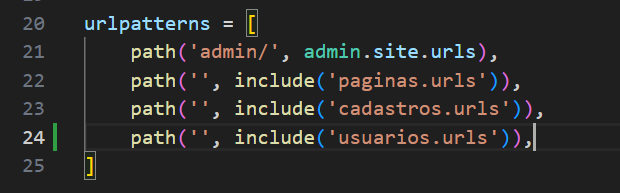 20 urlpatterns = [
21     path('admin/', admin.site.urls),
22     path('', include('paginas.urls')),
23     path('', include('cadastros.urls')),
24     path('', include('usuarios.urls')),
25 ]